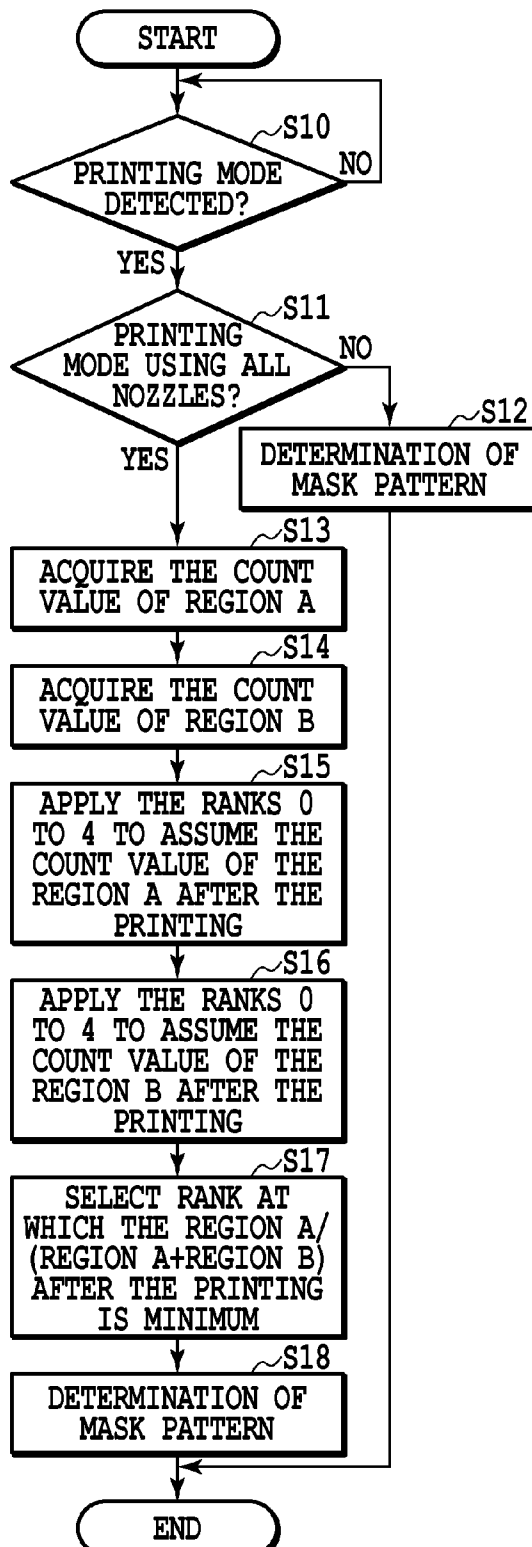 START
S10
PRINTING MODE
DETECTED?
NO
YES
S11
PRINTING
MODE USING ALL
NOZZLES?
NO
YES
S12
DETERMINATION OF
MASK PATTERN
S13
ACQUIRE THE COUNT
VALUE OF REGION A
S14
ACQUIRE THE COUNT
VALUE OF REGION B
S15
APPLY THE RANKS 0
TO 4 TO ASSUME THE
COUNT VALUE OF THE
REGION A AFTER THE
PRINTING
S16
APPLY THE RANKS 0
TO 4 TO ASSUME THE
COUNT VALUE OF THE
REGION B AFTER THE
PRINTING
S17
SELECT RANK AT
WHICH THE REGION A/
(REGION A+REGION B)
AFTER THE PRINTING
IS MINIMUM
S18
DETERMINATION OF
MASK PATTERN
END